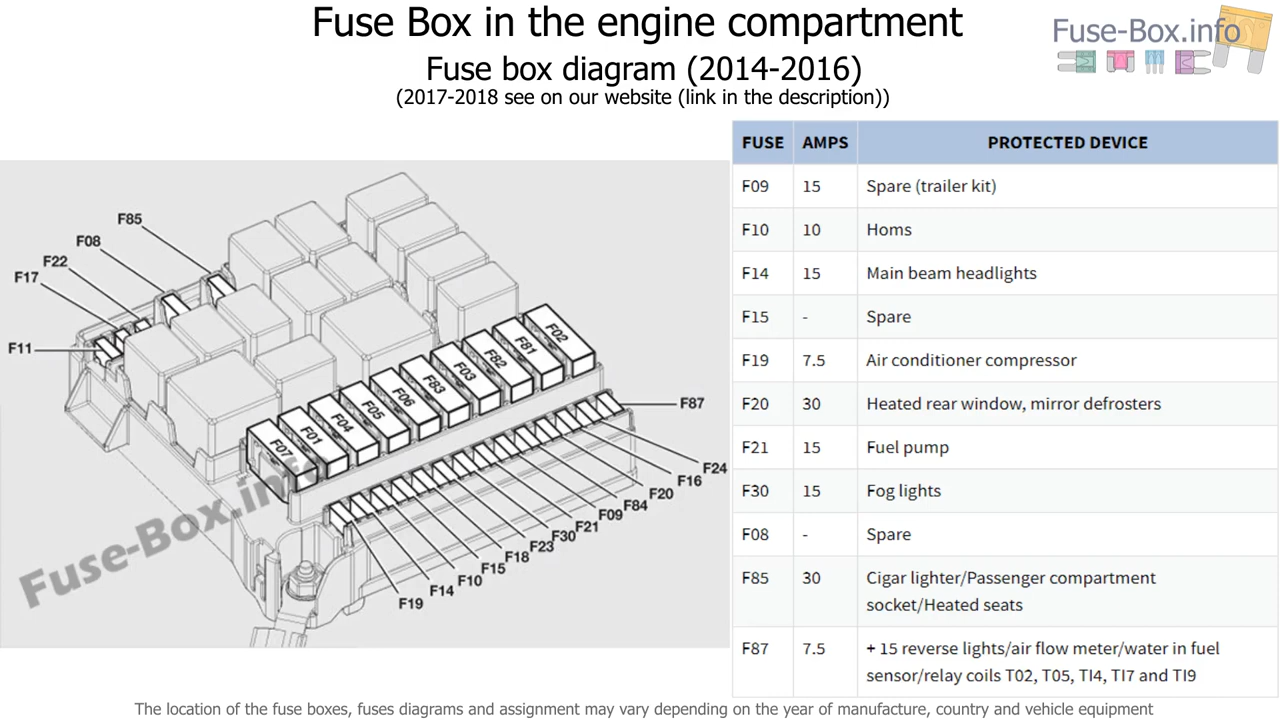 Fuse Box in the engine compartment
Fuse box diagram (2014-2016)
(2017-2018 see on our website (link in the description))
Fuse-Box.info
F85
F08
F22
F17
F11
F02
F81
F82
F03
F83
F06
F05
F04
F01
F07
F87
F24
F16
F20
F84
F09
F21
F30
F23
F18
F15
F10
F14
F19
Fuse-Box.info
FUSE AMPS PROTECTED DEVICE
F09 15 Spare (trailer kit)
F10 10 Homs
F14 15 Main beam headlights
F15 - Spare
F19 7.5 Air conditioner compressor
F20 30 Heated rear window, mirror defrosters
F21 15 Fuel pump
F30 15 Fog lights
F08 - Spare
F85 30 Cigar lighter/Passenger compartment
socket/Heated seats
F87 7.5 + 15 reverse lights/air flow meter/water in fuel
sensor/relay coils T02, T05, TI4, TI7 and TI9
The location of the fuse boxes, fuses diagrams and assignment may vary depending on the year of manufacture, country and vehicle equipment